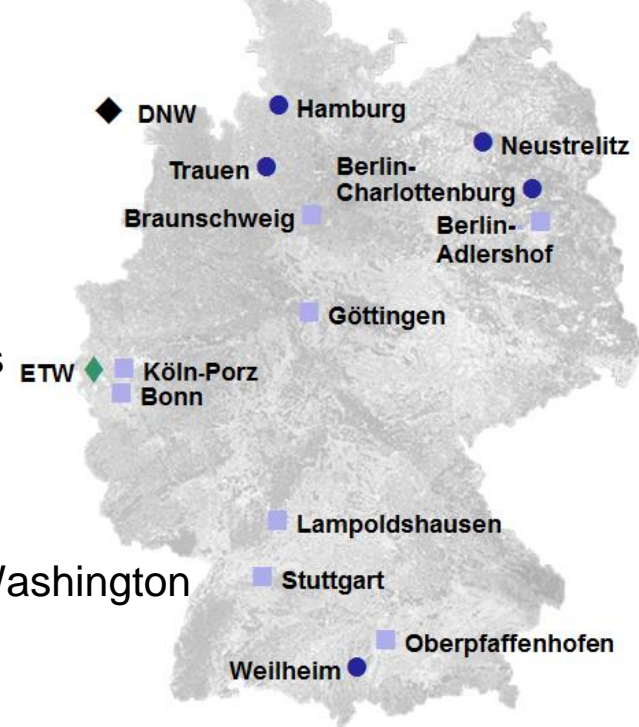 DNW
Hamburg
Neustrelitz
Trauen
Berlin-
Charlottenburg
Braunschweig
Berlin-
Adlershof
Göttingen
s
ETW
Köln-Porz
Bonn
Lampoldshausen
Washington
Stuttgart
Oberpfaffenhofen
Weilheim